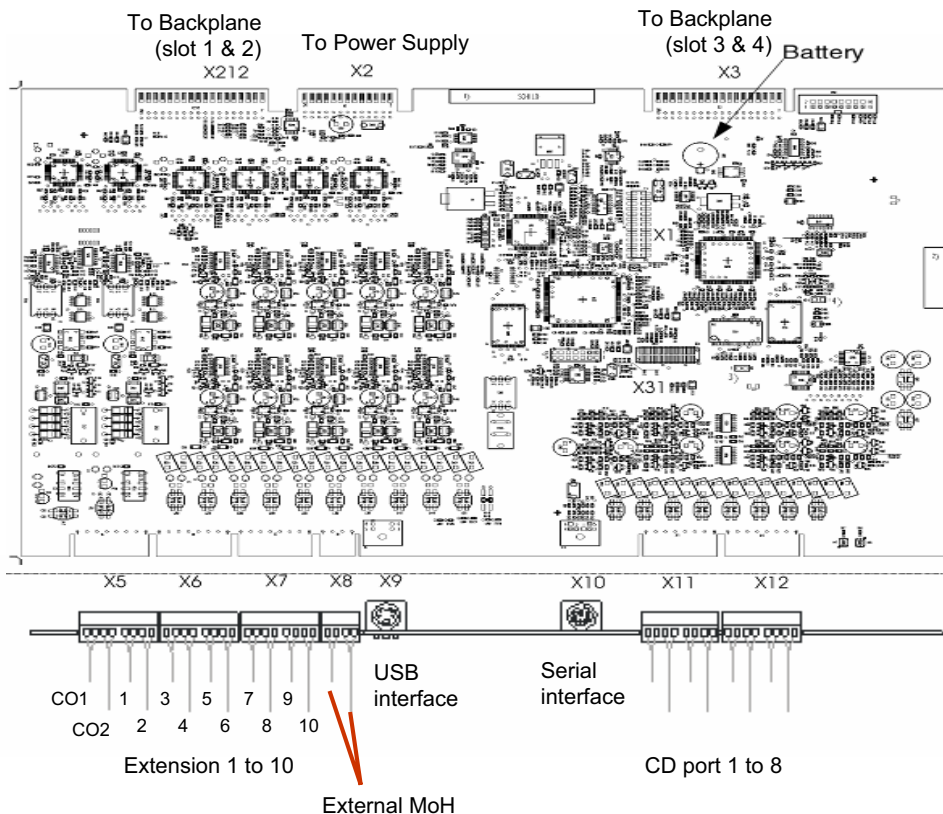 To Backplane
(slot 1 & 2)
To Power Supply
To Backplane
(slot 3 & 4)
Battery
X212
X2
X3
X1
X31
X5
X6
X7
X8
X9
X10
X11
X12
CO1
1
3
5
7
9
CO2
2
4
6
8
10
USB
interface
Serial
interface
Extension 1 to 10
CD port 1 to 8
External MoH